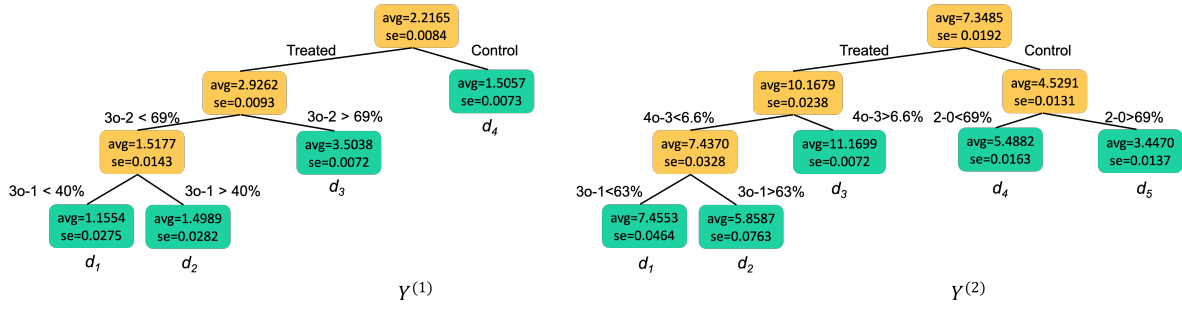 avg=2.2165
se=0.0084
Treated
Control
avg=2.9262
se=0.0093
avg=1.5057
se=0.0073
d4
3o-2 < 69%
3o-2 > 69%
avg=1.5177
se=0.0143
avg=3.5038
se=0.0072
d3
3o-1 < 40%
3o-1 > 40%
avg=1.1554
se=0.0275
avg=1.4989
se=0.0282
d1
d2
Y(1)
avg=7.3485
se= 0.0192
Treated
Control
avg=10.1679
se=0.0238
avg=4.5291
se=0.0131
4o-3<6.6%
4o-3>6.6%
2-0<69%
2-0>69%
avg=7.4370
se=0.0328
avg=11.1699
se=0.0072
avg=5.4882
se=0.0163
avg=3.4470
se=0.0137
d3
d4
d5
3o-1<63%
3o-1>63%
avg=7.4553
se=0.0464
avg=5.8587
se=0.0763
d1
d2
Y(2)